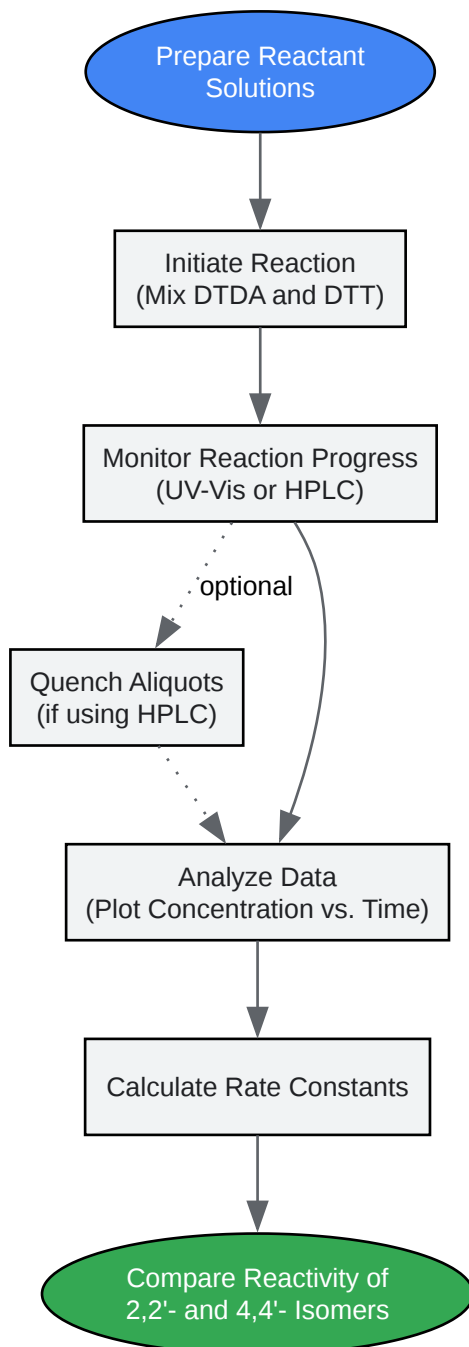 Prepare Reactant
Solutions
Initiate Reaction
(Mix DTDA and DTT)
Monitor Reaction Progress
(UV-Vis or HPLC)
optional
Quench Aliquots
(if using HPLC)
Analyze Data
(Plot Concentration vs. Time)
Calculate Rate Constants
Compare Reactivity of
2,2'- and 4,4'- Isomers